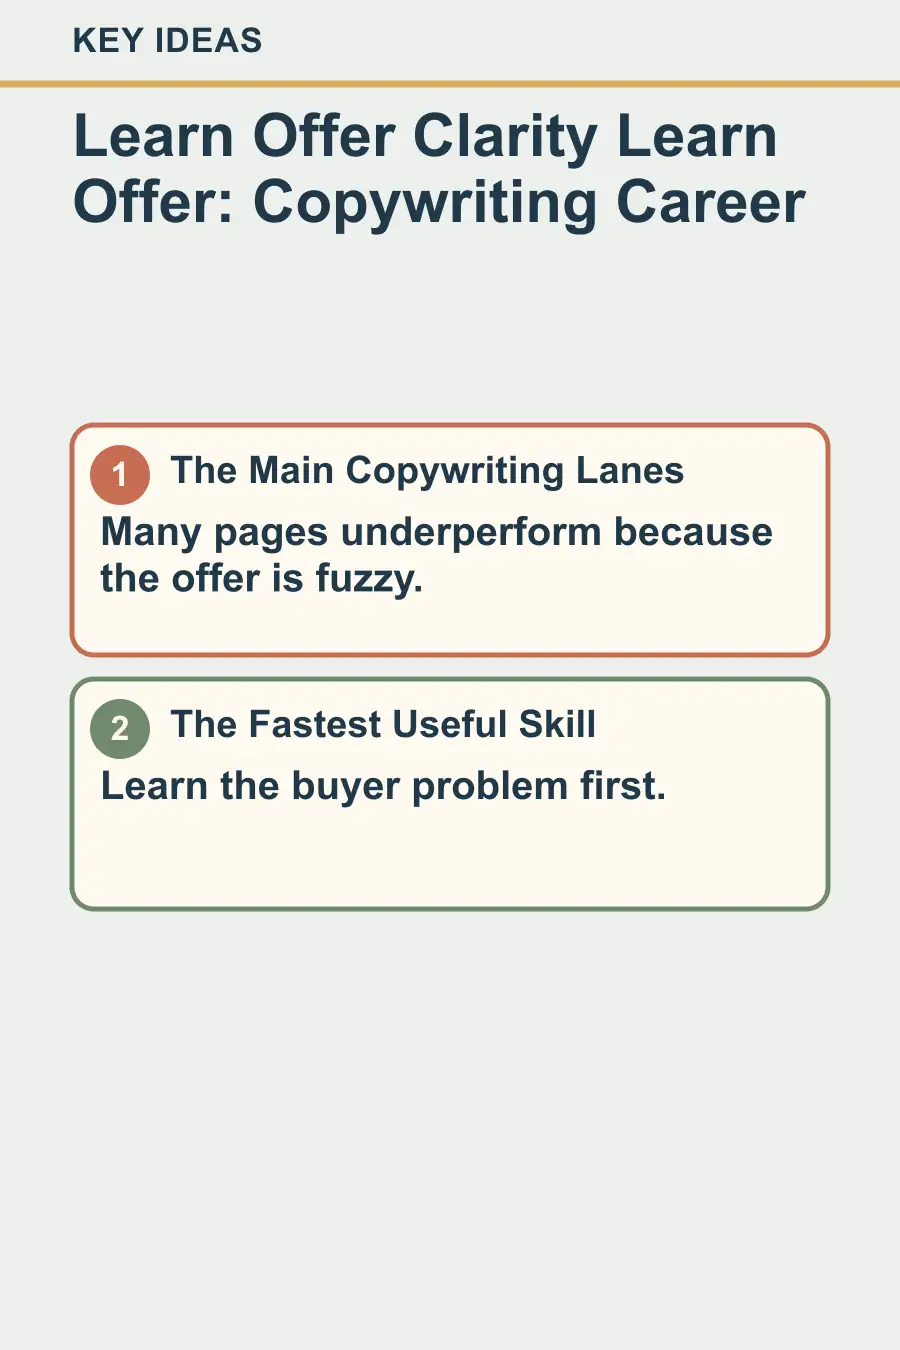 KEY IDEAS
Learn Offer Clarity Learn
Offer: Copywriting Career
1 The Main Copywriting Lanes
Many pages underperform because
the offer is fuzzy.
2 The Fastest Useful Skill
Learn the buyer problem first.